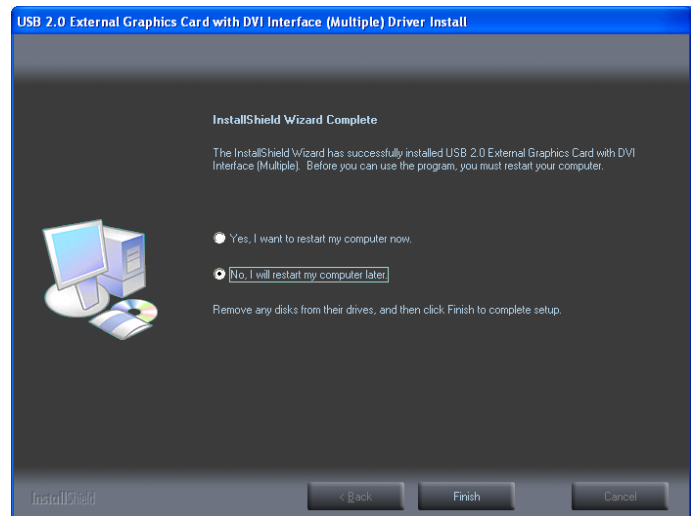 USB 2.0 External Graphics Card with DVI Interface (Multiple) Driver Install
InstallShield Wizard Complete
The InstallShield Wizard has successfully installed USB 2.0 External Graphics Card with DVI
Interface (Multiple). Before you can use the program, you must restart your computer.
Yes, I want to restart my computer now.
No, I will restart my computer later.
Remove any disks from their drives, and then click Finish to complete setup.
InstallShield
< Back
Finish
Cancel